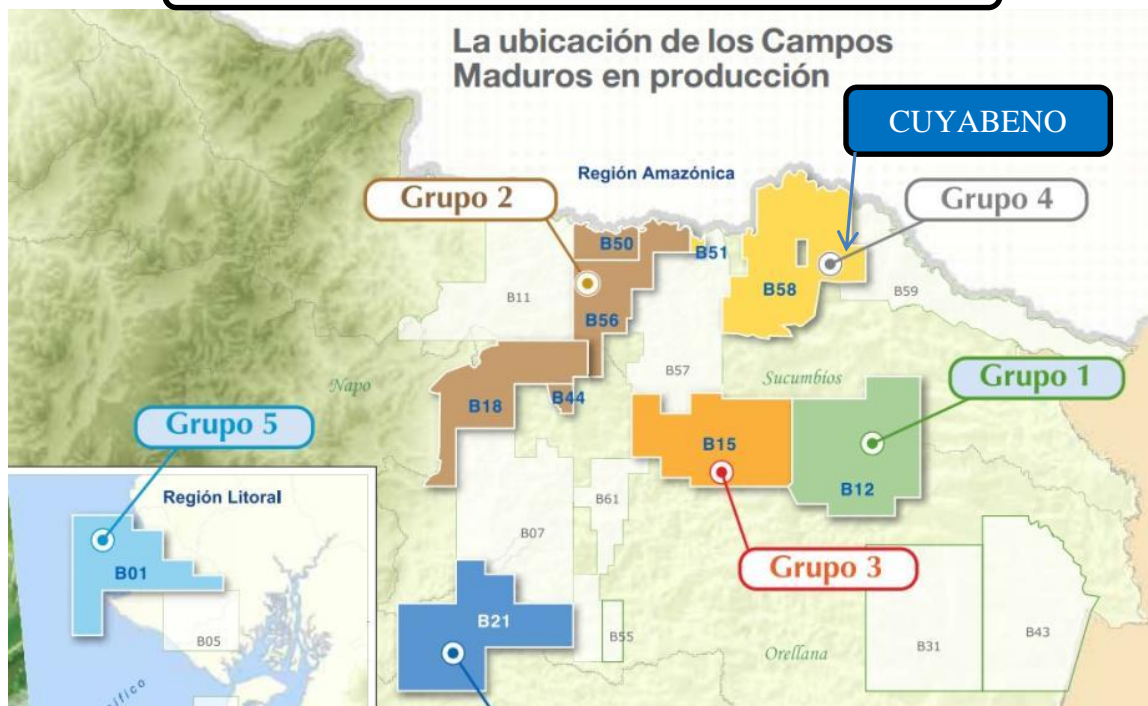 La ubicación de los Campos
Maduros en producción
CUYABENO
Región Amazónica
Grupo 2
Grupo 4
B50
B51
B58
B59
B11
B56
B57
Napo
Sucumbíos
Grupo 1
B18
B44
Grupo 5
B15
B12
Región Litoral
B61
B07
B01
Grupo 3
B21
B05
B55
Orellana
B31
B43